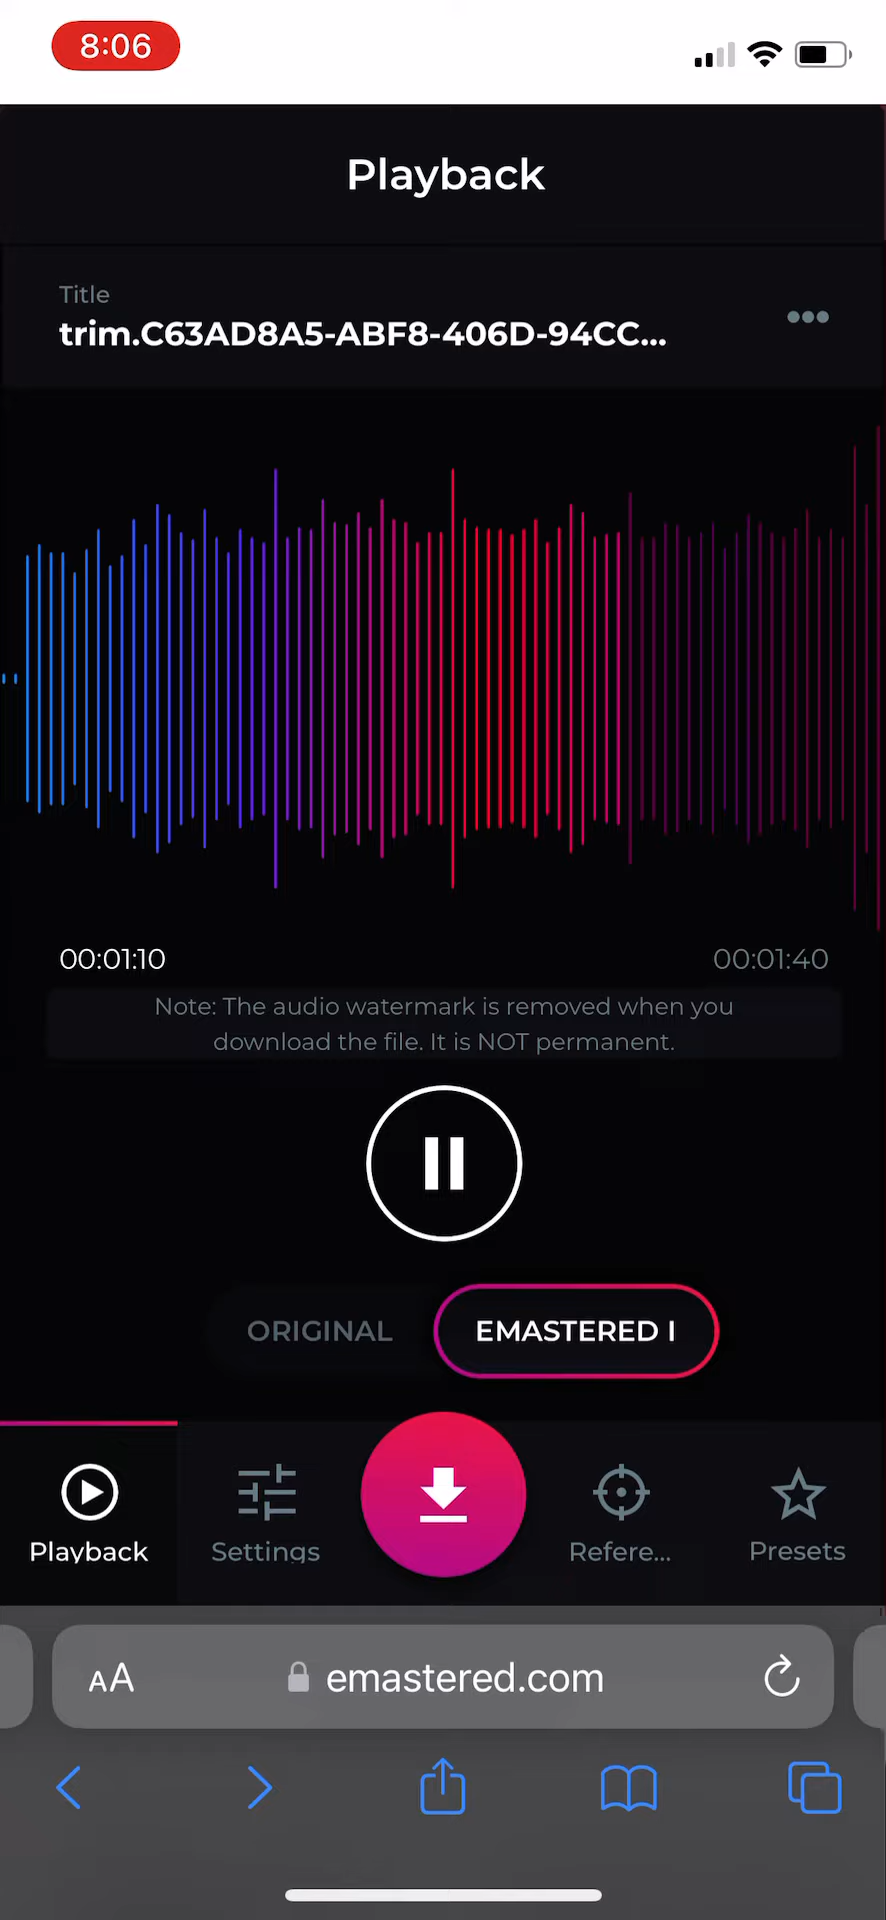 8:06
Playback
Title
trim.C63AD8A5-ABF8-406D-94CC...
00:01:10
00:01:40
Note: The audio watermark is removed when you
download the file. It is NOT permanent.
ORIGINAL
EMASTERED I
Playback
Settings
Refere...
Presets
AA
emastered.com